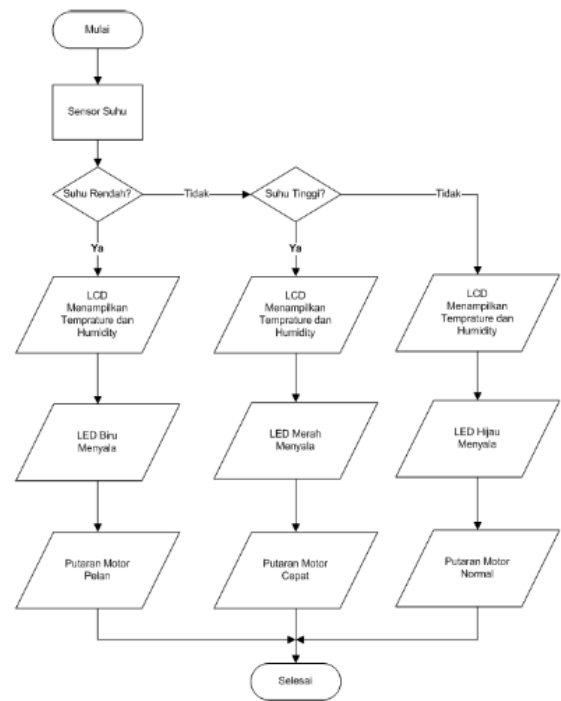 Mulai
Sensor Suhu
Suhu Rendah?
Tidak
Suhu Tinggi?
Tidak
Ya
Ya
LCD
Menampilkan
Temprature dan
Humidity
LCD
Menampilkan
Temprature dan
Humidity
LCD
Menampilkan
Temprature dan
Humidity
LED Biru
Menyala
LED Merah
Menyala
LED Hijau
Menyala
Putaran Motor
Pelan
Putaran Motor
Cepat
Putaran Motor
Normal
Selesai